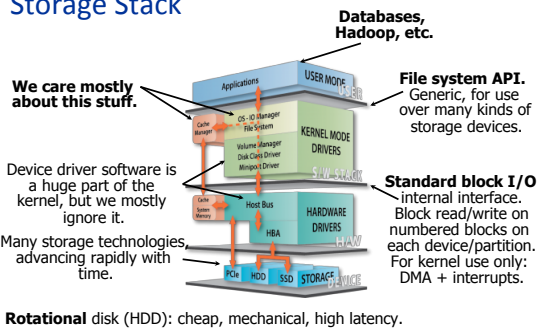 Storage Stack
Databases,
Hadoop, etc.
We care mostly
about this stuff.
File system API.
Generic, for use
over many kinds of
storage devices.
Device driver software is
a huge part of the
kernel, but we mostly
ignore it.
Many storage technologies,
advancing rapidly with
time.
Standard block I/O
internal interface.
Block read/write on
numbered blocks on
each device/partition.
For kernel use only:
DMA + interrupts.
Applications
USER MODE
USER
OS - IO Manager
File System
Cache
Manager
Volume Manager
Disk Class Driver
Miniport Driver
KERNEL MODE
DRIVERS
S/W STACK
Cache
System
Memory
Host Bus
HBA
HARDWARE
DRIVERS
H/W
PCIe
HDD
SSD
STORAGE
DEVICE
Rotational disk (HDD): cheap, mechanical, high latency.